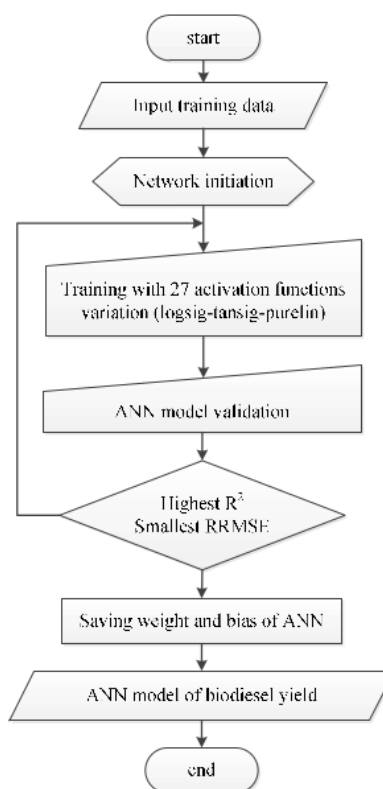 start
Input training data
Network initiation
Training with 27 activation functions
variation (logsig-tansig-purelin)
ANN model validation
Highest R²
Smallest RRMSE
Saving weight and bias of ANN
ANN model of biodiesel yield
end